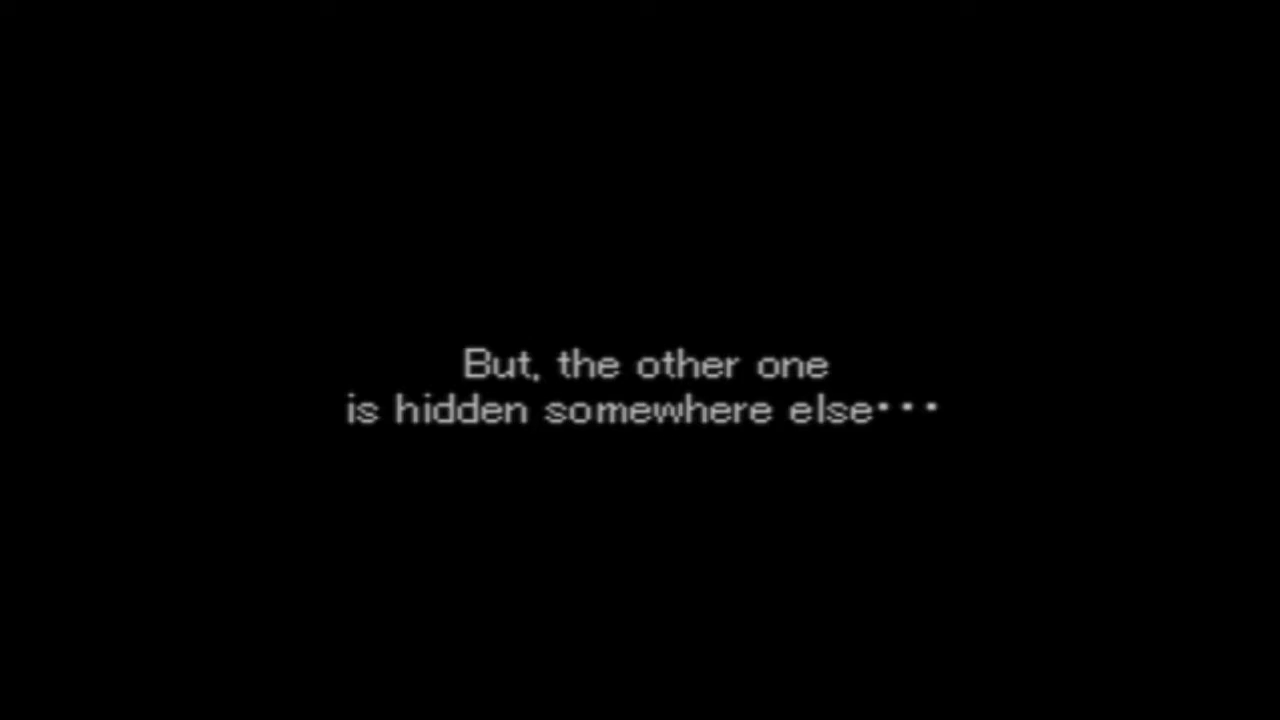 But, the other one
is hidden somewhere else･･･